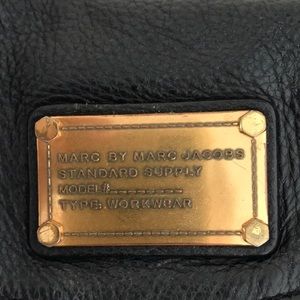 MARC BY MARC JACOBS
STANDARD SUPPLY
MODEL#_ _ _ _ _ _ _ _
TYPE: WORKWEAR